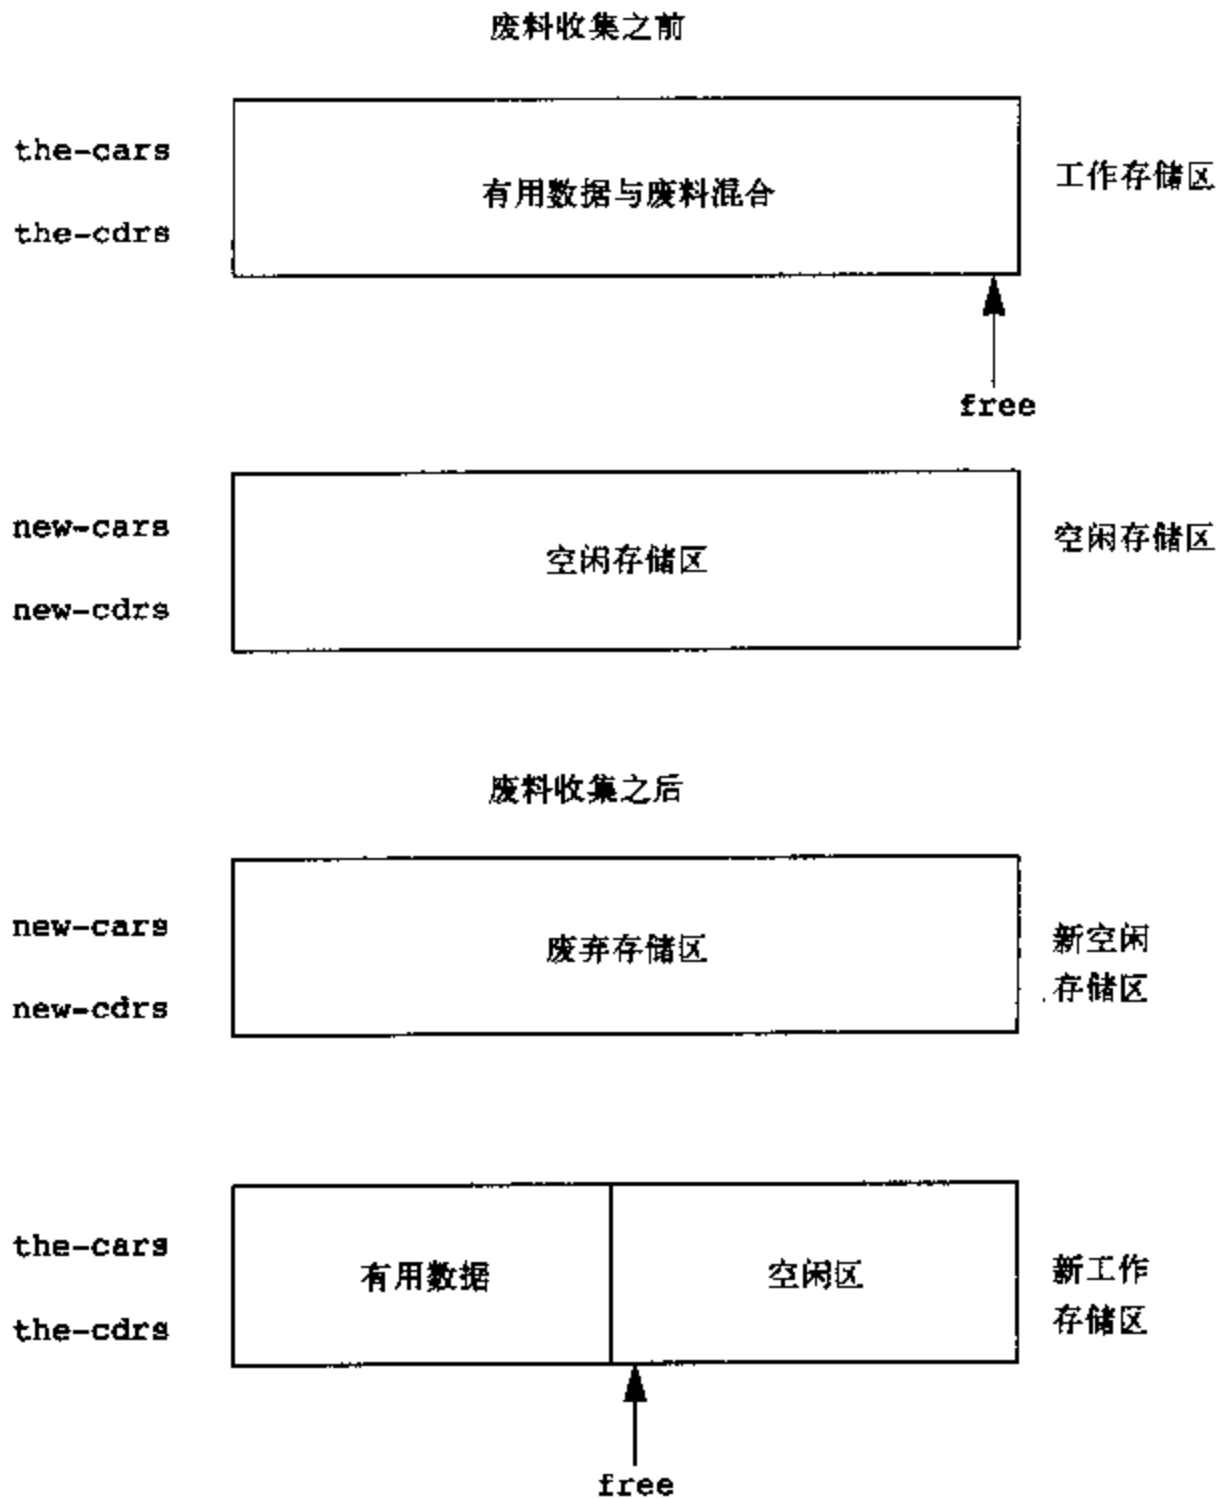 废料收集之前
the-cars
有用数据与废料混合
工作存储区
the-cdrs
free
new-cars
空闲存储区
空闲存储区
new-cdrs
废料收集之后
new-cars
废弃存储区
新空闲
存储区
new-cdrs
the-cars
有用数据
空闲区
新工作
存储区
the-cdrs
free